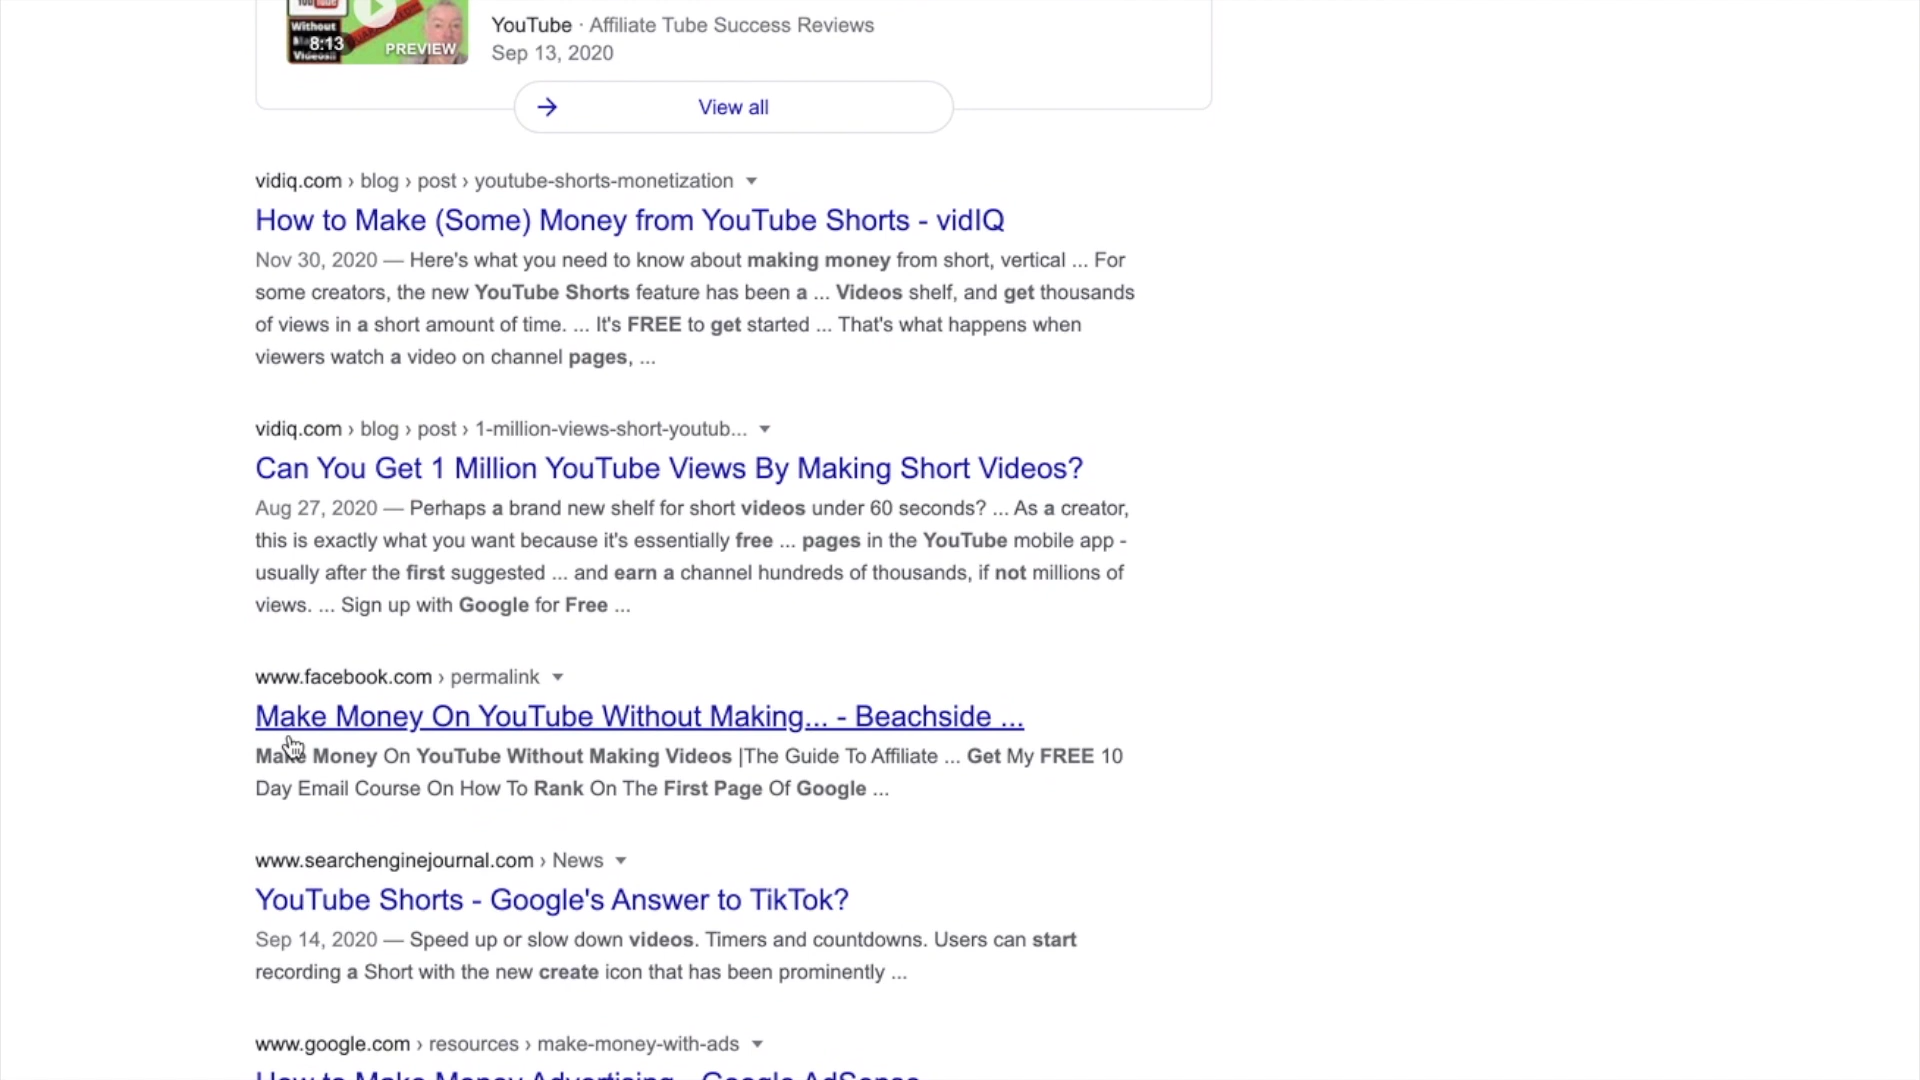 Without
Videos
8:13
PREVIEW
YouTube · Affiliate Tube Success Reviews
Sep 13, 2020
View all
vidiq.com › blog › post › youtube-shorts-monetization
How to Make (Some) Money from YouTube Shorts - vidIQ
Nov 30, 2020 — Here's what you need to know about making money from short, vertical ... For
some creators, the new YouTube Shorts feature has been a ... Videos shelf, and get thousands
of views in a short amount of time. ... It's FREE to get started ... That's what happens when
viewers watch a video on channel pages, ...
vidiq.com › blog › post › 1-million-views-short-youtub...
Can You Get 1 Million YouTube Views By Making Short Videos?
Aug 27, 2020 — Perhaps a brand new shelf for short videos under 60 seconds? ... As a creator,
this is exactly what you want because it's essentially free ... pages in the YouTube mobile app -
usually after the first suggested ... and earn a channel hundreds of thousands, if not millions of
views. ... Sign up with Google for Free ...
www.facebook.com › permalink
Make Money On YouTube Without Making... - Beachside ...
Make Money On YouTube Without Making Videos |The Guide To Affiliate ... Get My FREE 10
Day Email Course On How To Rank On The First Page Of Google ...
www.searchenginejournal.com › News
YouTube Shorts - Google's Answer to TikTok?
Sep 14, 2020 — Speed up or slow down videos. Timers and countdowns. Users can start
recording a Short with the new create icon that has been prominently ...
www.google.com › resources › make-money-with-ads
How to Make Money Advertising - Google AdSense